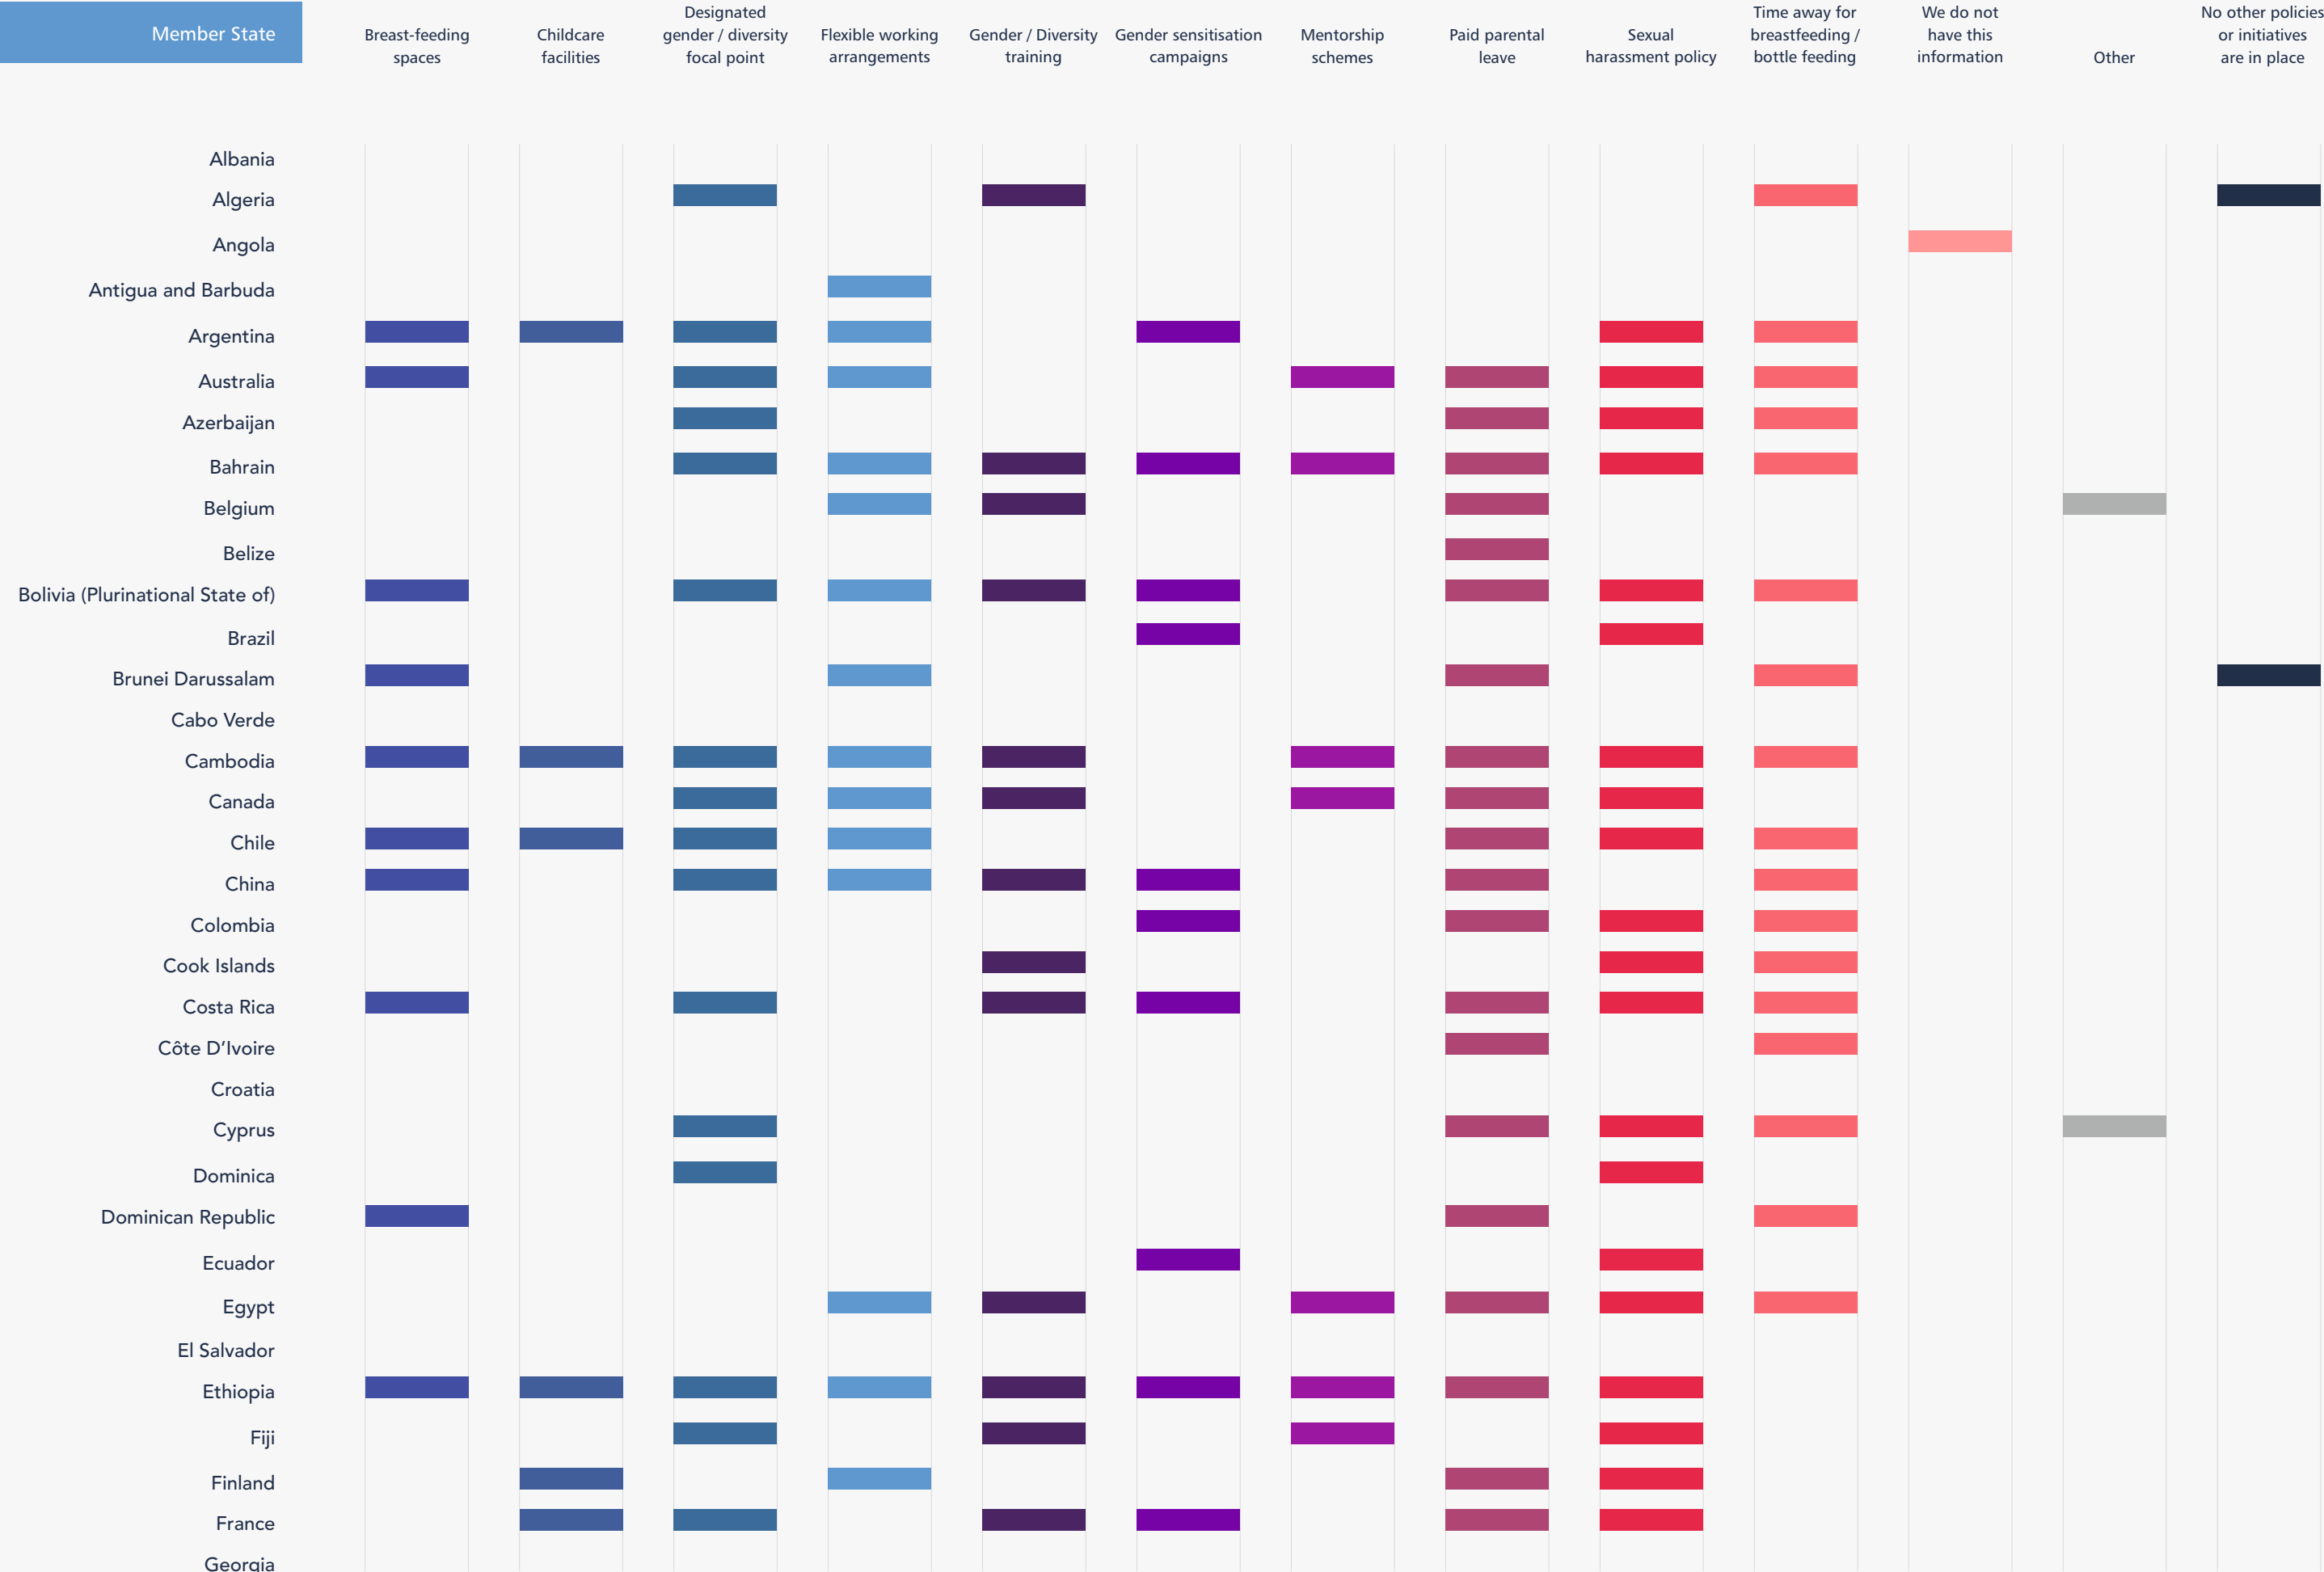 Member State
Breast-feeding
spaces
Childcare
facilities
Designated
gender / diversity
focal point
Flexible working
arrangements
Gender / Diversity
training
Gender sensitisation
campaigns
Mentorship
schemes
Paid parental
leave
Sexual
harassment policy
Time away for
breastfeeding /
bottle feeding
We do not
have this
information
Other
No other policies
or initiatives
are in place
Albania
Algeria
Angola
Antigua and Barbuda
Argentina
Australia
Azerbaijan
Bahrain
Belgium
Belize
Bolivia (Plurinational State of)
Brazil
Brunei Darussalam
Cabo Verde
Cambodia
Canada
Chile
China
Colombia
Cook Islands
Costa Rica
Côte D’Ivoire
Croatia
Cyprus
Dominica
Dominican Republic
Ecuador
Egypt
El Salvador
Ethiopia
Fiji
Finland
France
Georgia